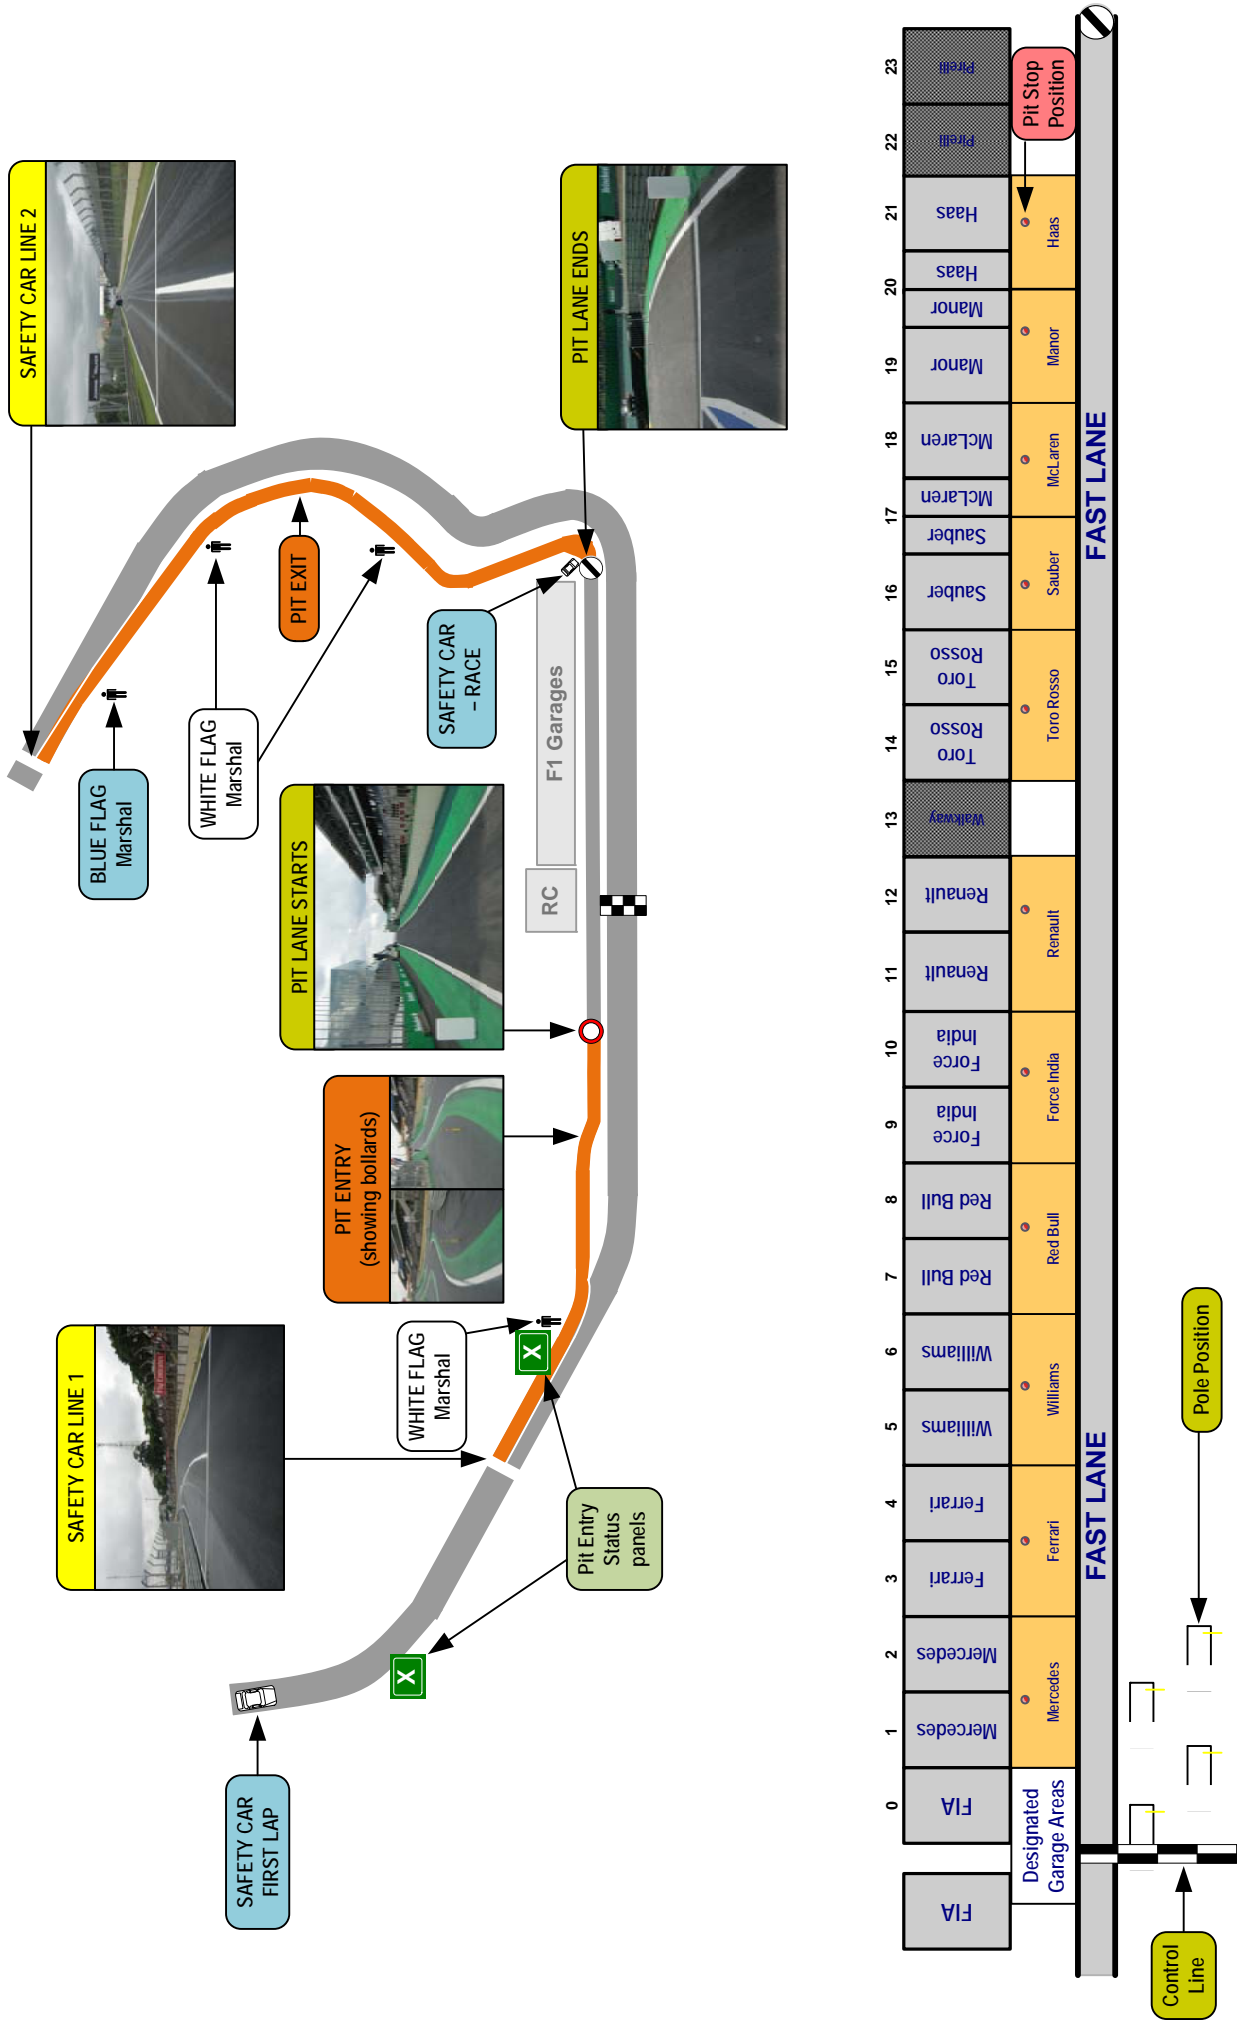 SAFETY CAR LINE 1
SAFETY CAR LINE 2
PIT ENTRY
(showing bollards)
PIT LANE STARTS
PIT LANE ENDS
SAFETY CAR
FIRST LAP
Pit Entry
Status
panels
X
X
WHITE FLAG
Marshal
BLUE FLAG
Marshal
WHITE FLAG
Marshal
PIT EXIT
SAFETY CAR
– RACE
RC
F1 Garages
0
1
2
3
4
5
6
7
8
9
10
11
12
13
14
15
16
17
18
19
20
21
22
23
FIA
FIA
Mercedes
Mercedes
Ferrari
Ferrari
Williams
Williams
Red Bull
Red Bull
Force
India
Force
India
Renault
Renault
Walkway
Toro
Rosso
Toro
Rosso
Sauber
Sauber
McLaren
McLaren
Manor
Manor
Haas
Haas
Pirelli
Pirelli
Designated
Garage Areas
Mercedes
Ferrari
Williams
Red Bull
Force India
Renault
Toro Rosso
Sauber
McLaren
Manor
Haas
Pit Stop
Position
FAST LANE
FAST LANE
Control
Line
Pole Position